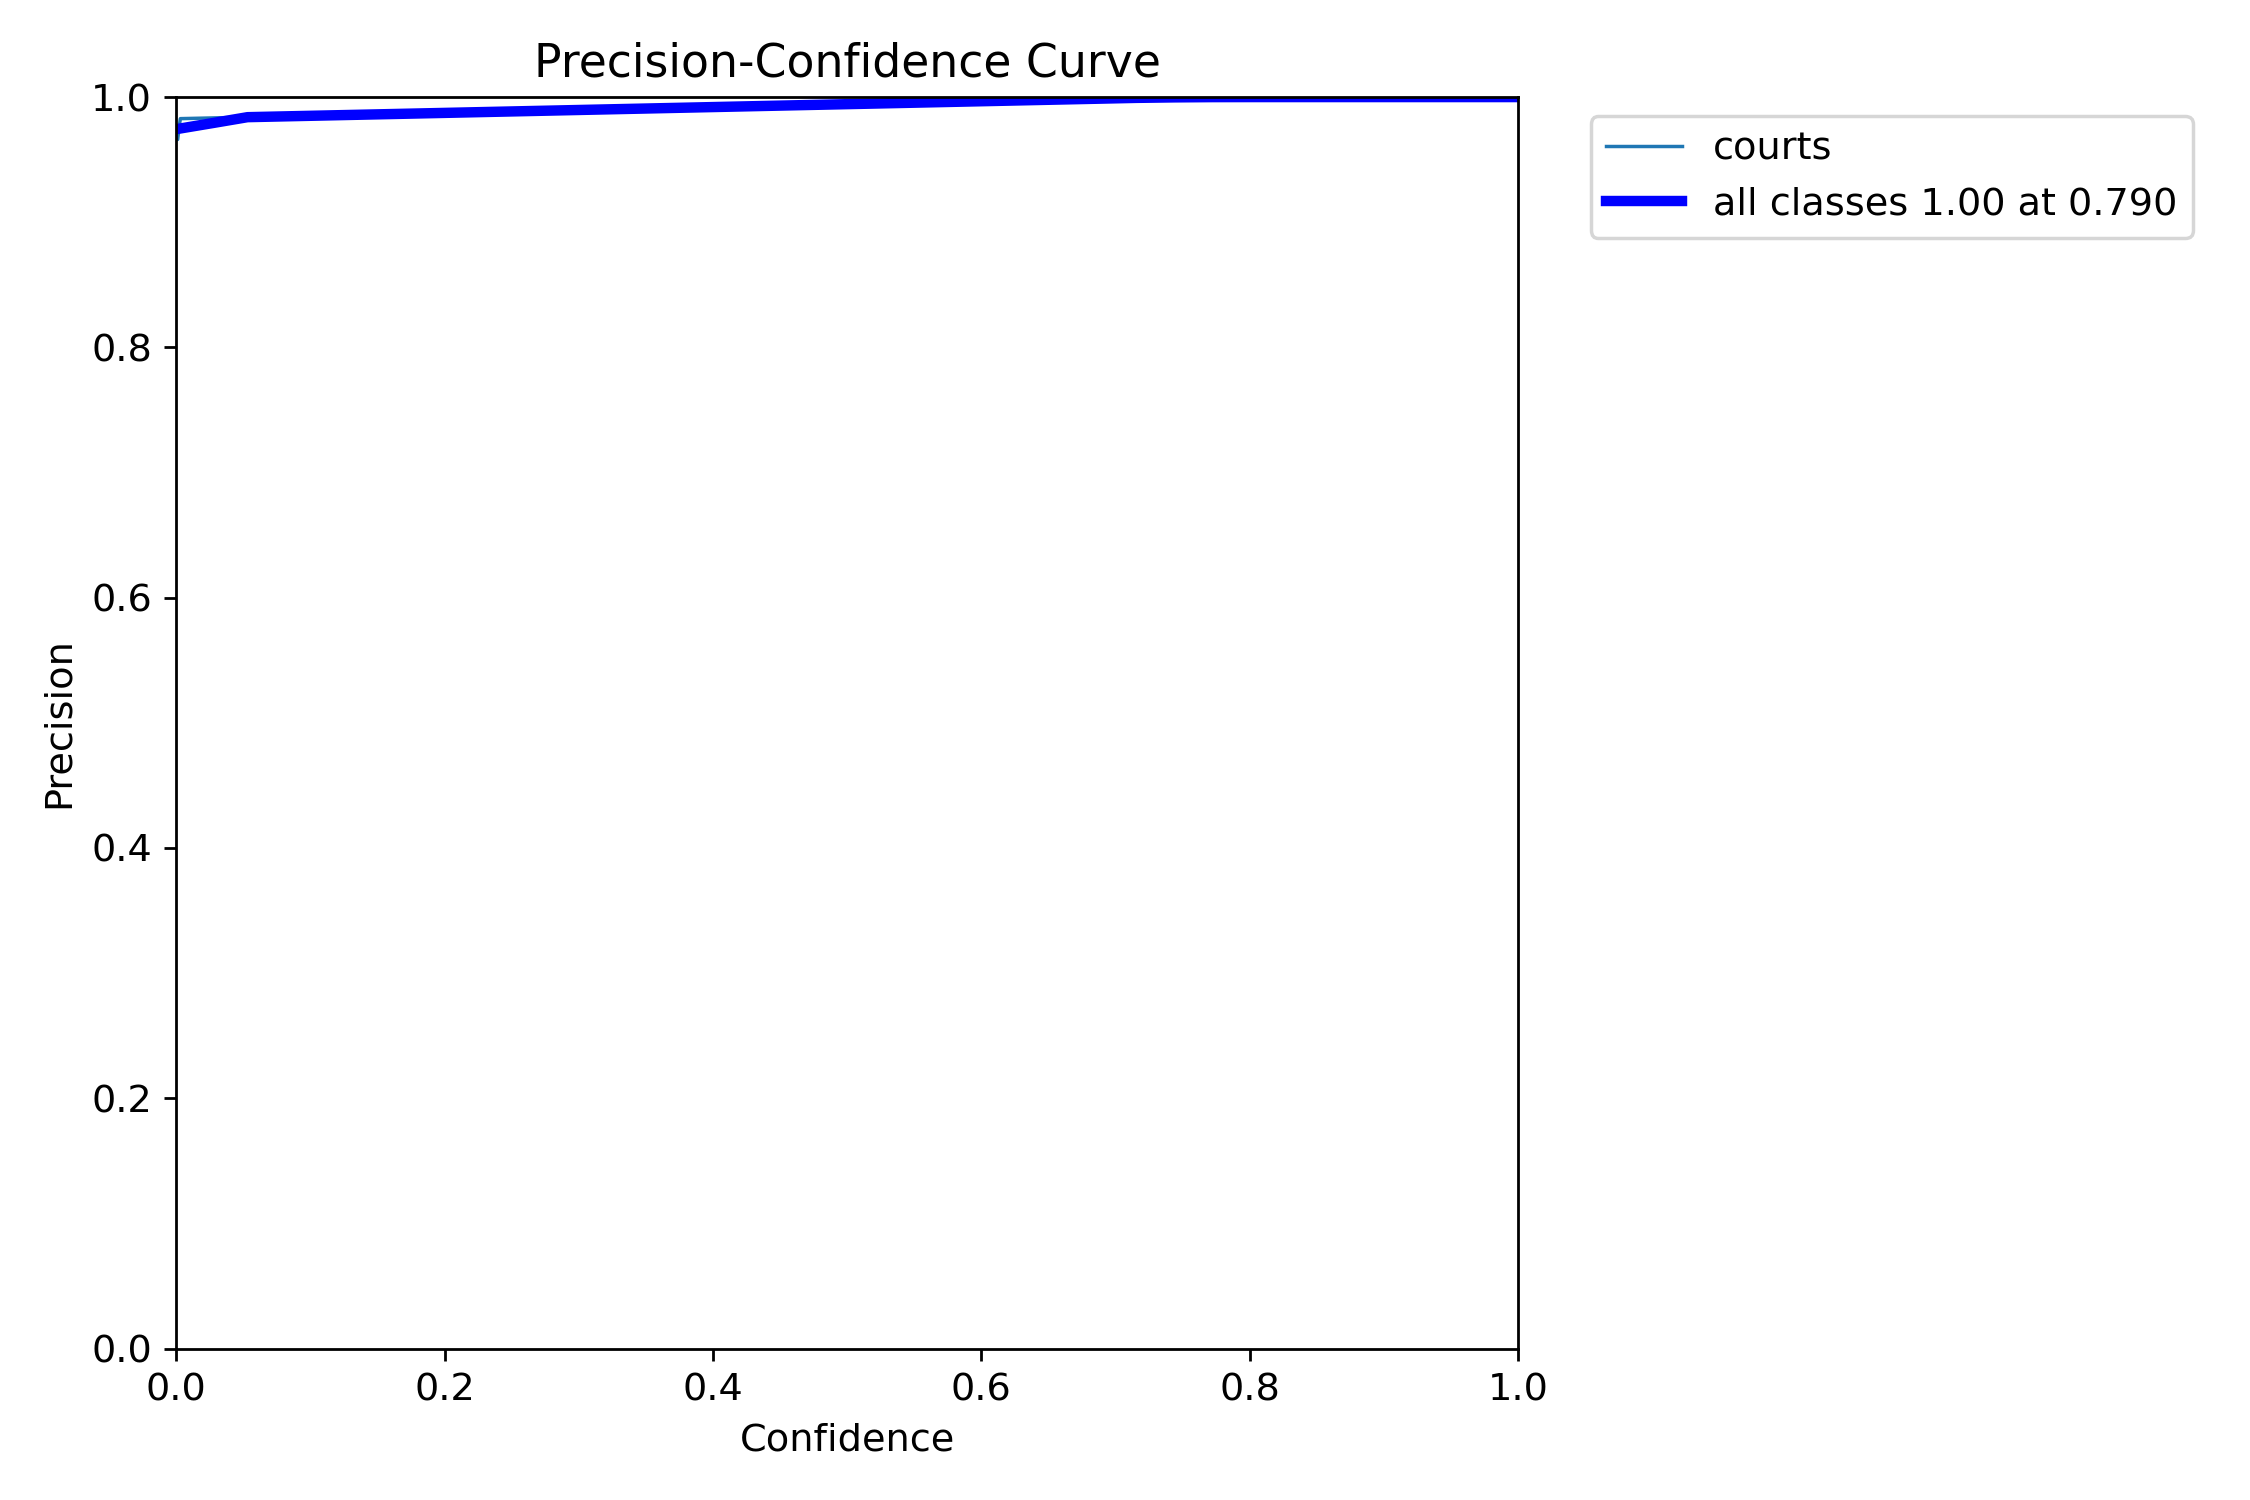 Precision-Confidence Curve
1.0
0.8
0.6
0.4
0.2
0.0
Precision
0.0 0.2 0.4 0.6 0.8 1.0
Confidence
courts
all classes 1.00 at 0.790